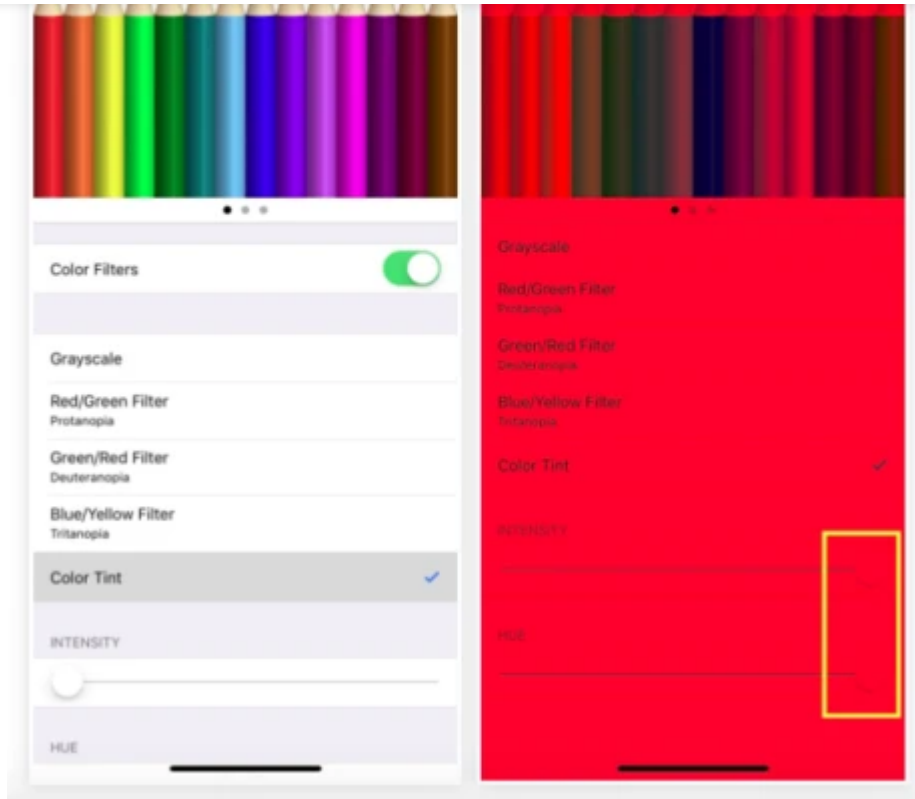 Color Filters
Grayscale
Red/Green Filter
Protanopia
Green/Red Filter
Deuteranopia
Blue/Yellow Filter
Tritanopia
Color Tint
INTENSITY
HUE
Grayscale
Red/Green Filter
Protanopia
Green/Red Filter
Deuteranopia
Blue/Yellow Filter
Tritanopia
Color Tint
INTENSITY
HUE